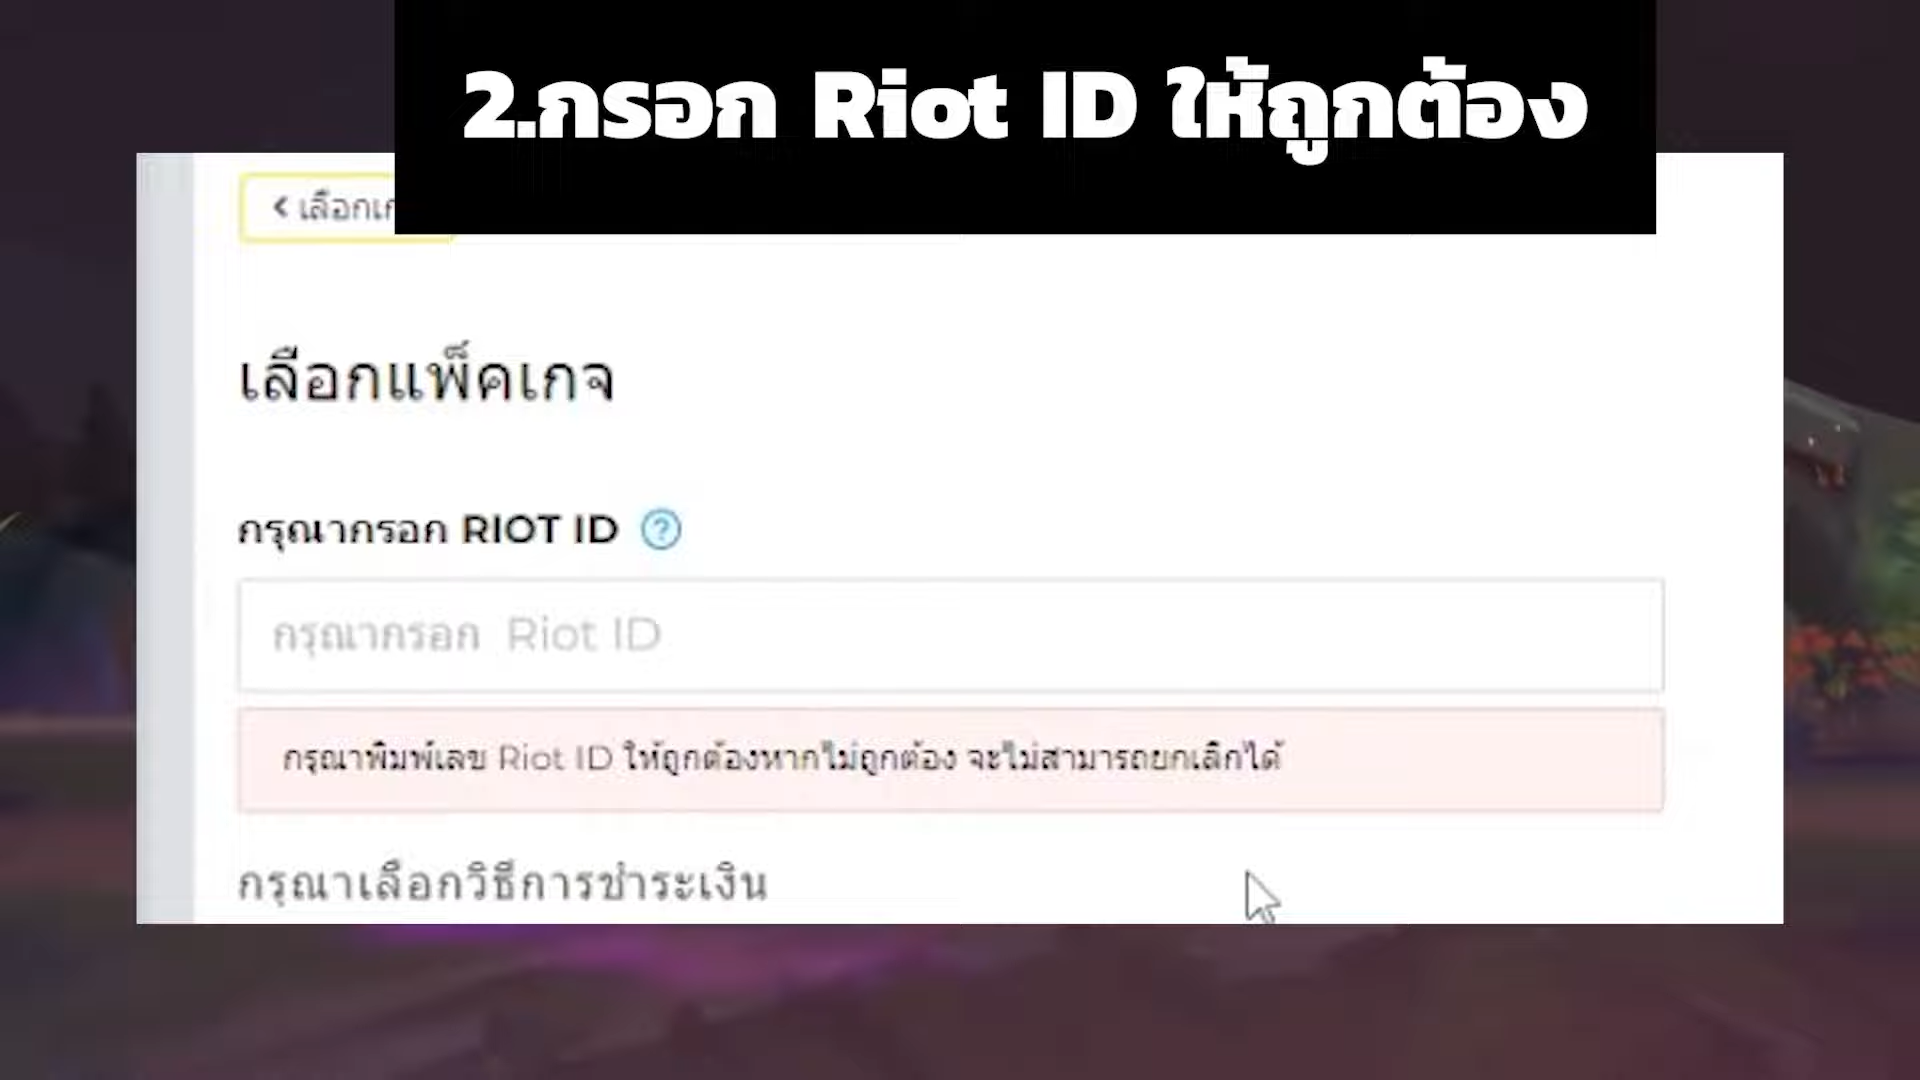 2.กรอก Riot ID ให้ถูกต้อง
เลือกแพ็คเกจ
กรุณากรอก RIOT ID ?
กรุณากรอก Riot ID
กรุณาพิมพ์เลข Riot ID ให้ถูกต้องหากไม่ถูกต้อง จะไม่สามารถยกเลิกได้
กรุณาเลือกวิธีการชำระเงิน